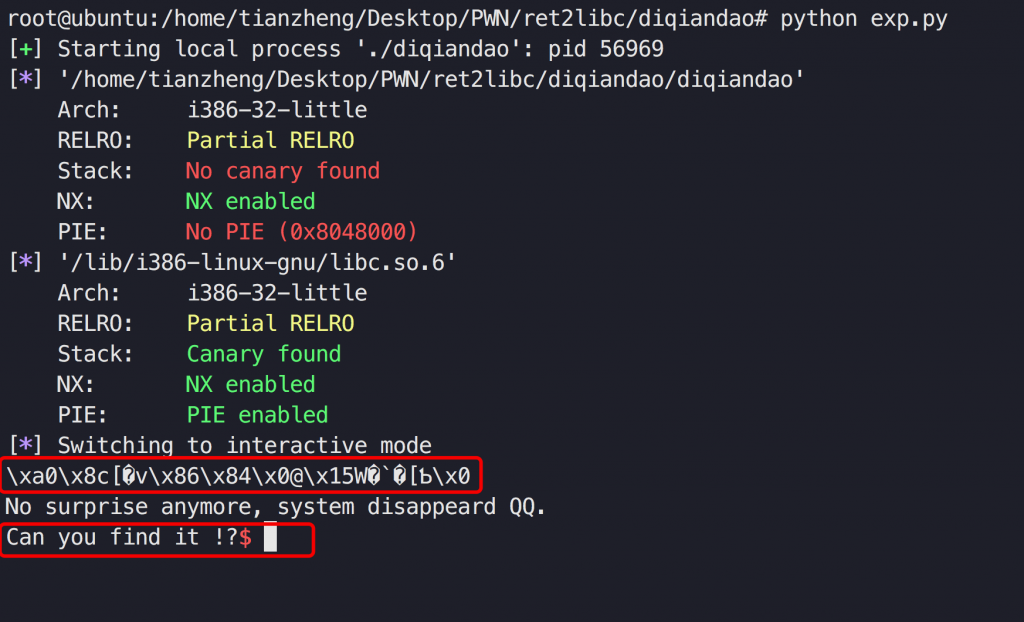 root@ubuntu:/home/tianzheng/Desktop/PWN/ret2libc/diqiandao# python exp.py
[+] Starting local process './diqiandao': pid 56969
[*] '/home/tianzheng/Desktop/PWN/ret2libc/diqiandao/diqiandao'
    Arch:     i386-32-little
    RELRO:    Partial RELRO
    Stack:    No canary found
    NX:       NX enabled
    PIE:      No PIE (0x8048000)
[*] '/lib/i386-linux-gnu/libc.so.6'
    Arch:     i386-32-little
    RELRO:    Partial RELRO
    Stack:    Canary found
    NX:       NX enabled
    PIE:      PIE enabled
[*] Switching to interactive mode
\xa0\x8c[�v\x86\x84\x0@\x15W�`�[Ъ\x0
No surprise anymore, system disappeard QQ.
Can you find it !?$